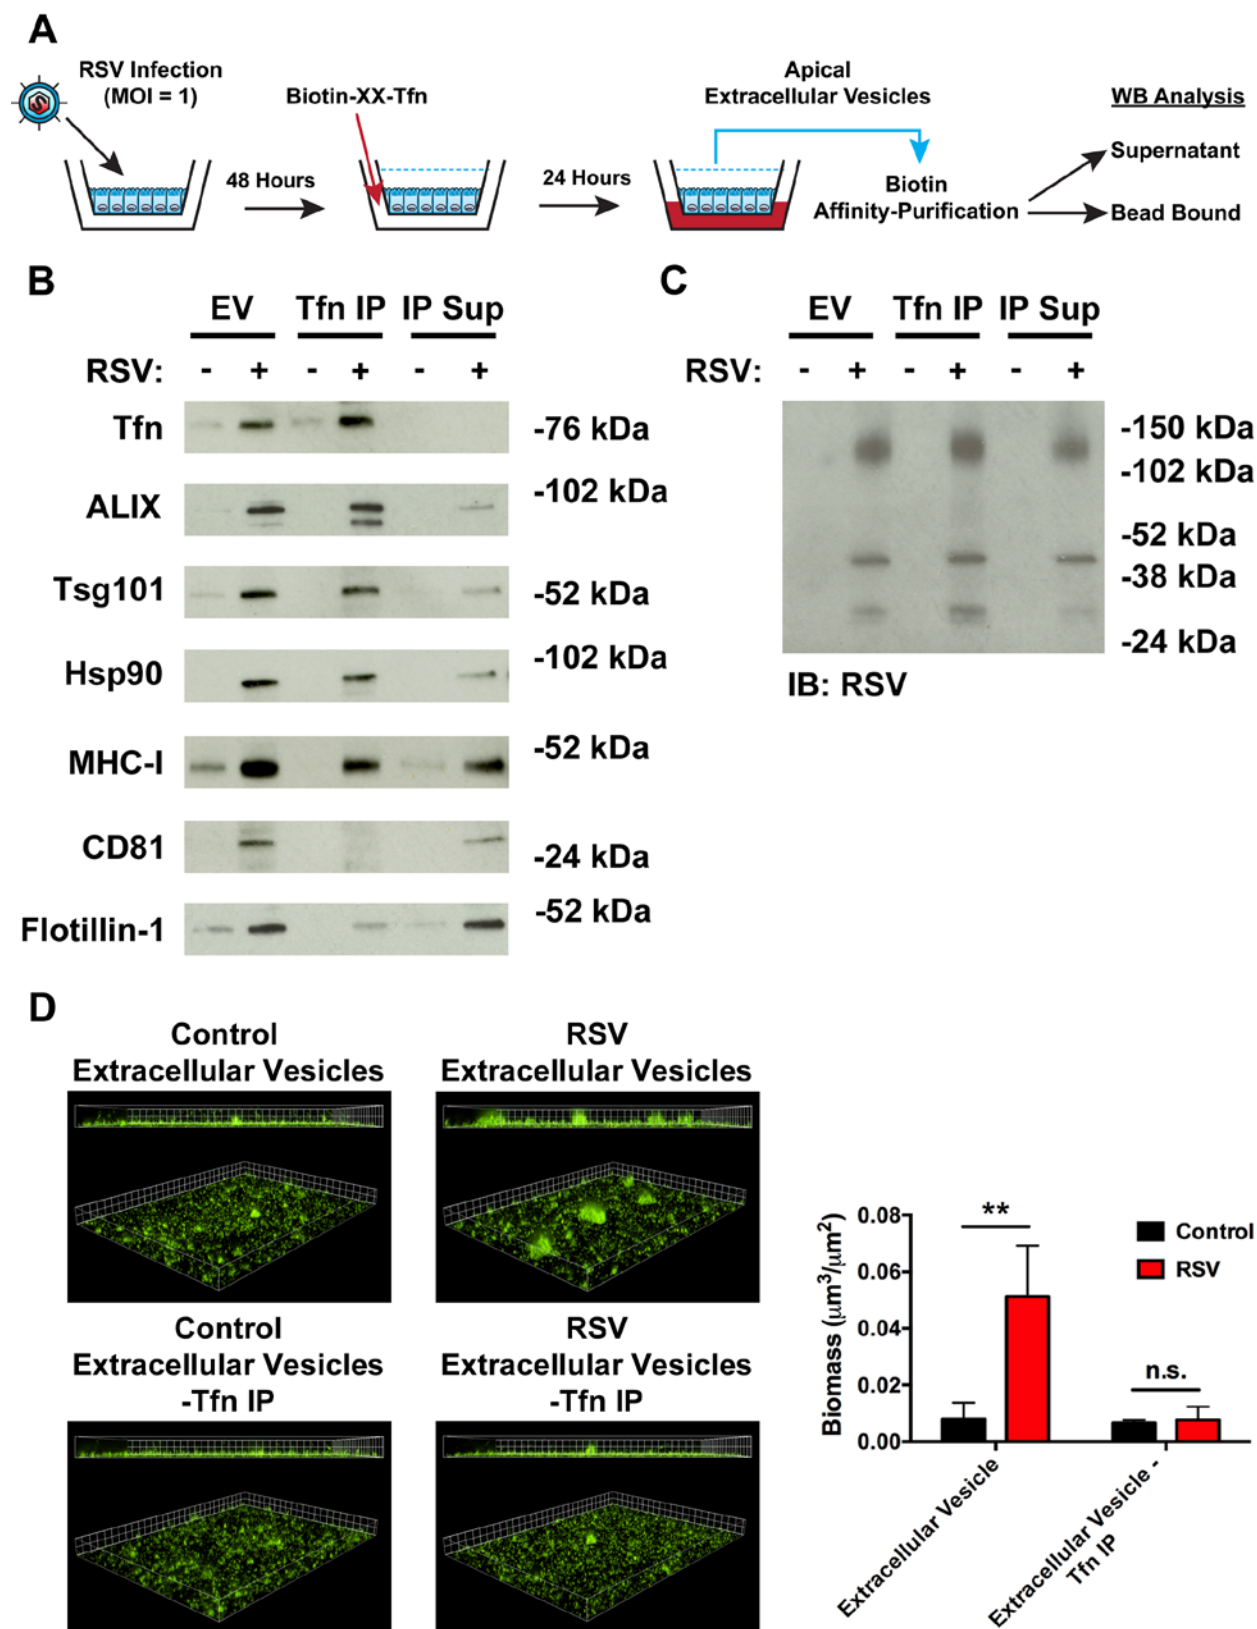 A
RSV Infection
(MOI = 1)
Biotin-XX-Tfn
Apical
Extracellular Vesicles
WB Analysis
48 Hours
24 Hours
Biotin
Affinity-Purification
Supernatant
Bead Bound
B
EV Tfn IP IP Sup
RSV: - + - + - +
Tfn -76 kDa
ALIX -102 kDa
Tsg101 -52 kDa
Hsp90 -102 kDa
MHC-I -52 kDa
CD81 -24 kDa
Flotillin-1 -52 kDa
C
EV Tfn IP IP Sup
RSV: - + - + - +
-150 kDa
-102 kDa
-52 kDa
-38 kDa
-24 kDa
IB: RSV
D
Control
Extracellular Vesicles
RSV
Extracellular Vesicles
Control
Extracellular Vesicles
-Tfn IP
RSV
Extracellular Vesicles
-Tfn IP
Biomass (μm³/μm²)
0.08
0.06
0.04
0.02
0.00
**
n.s.
Control
RSV
Extracellular Vesicle
Extracellular Vesicle -
Tfn IP